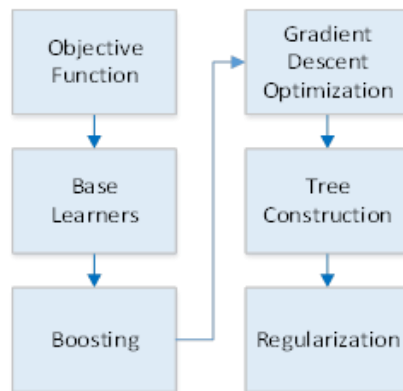 Objective
Function
Base
Learners
Boosting
Gradient
Descent
Optimization
Tree
Construction
Regularization